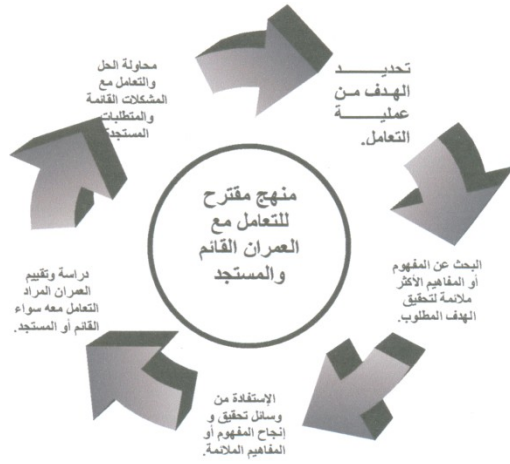 تحديد
الهدف من
عملية
التعامل.
البحث عن المفهوم
أو المفاهيم الأكثر
ملائمة لتحقيق
الهدف المطلوب.
الإستفادة من
وسائل تحقيق و
إنجاح المفهوم أو
المفاهيم الملائمة.
دراسة وتقييم
العمران المراد
التعامل معه سواء
القائم أو المستجد.
محاولة الحل
والتعامل مع
المشكلات القائمة
والمتطلبات
المستجدة
منهج مقترح
للتعامل مع
العمران القائم
والمستجد